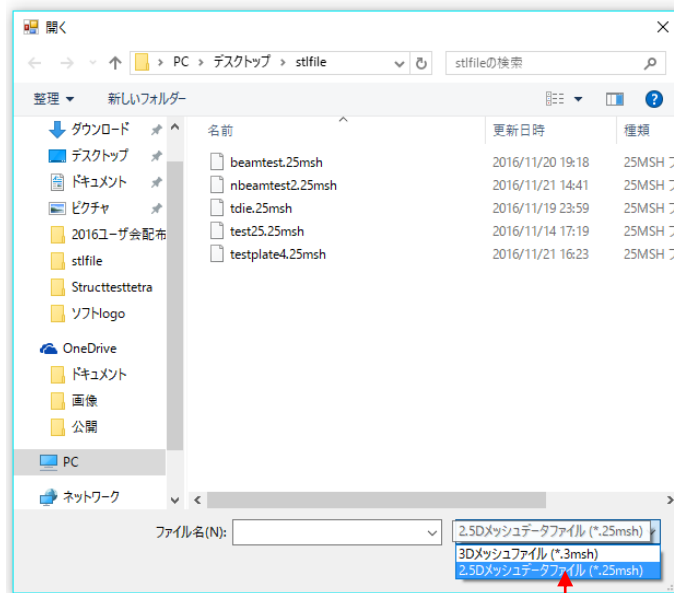 開く
PC › デスクトップ › stlfile
stlfileの検索
整理 ▼ 新しいフォルダー
ダウンロード
デスクトップ
ドキュメント
ピクチャ
2016ユーザ会配布
stlfile
Structtesttetra
ソフトlogo
OneDrive
ドキュメント
画像
公開
PC
ネットワーク
名前 更新日時 種類
beamtest.25msh 2016/11/20 19:18 25MSH フ
nbeamtest2.25msh 2016/11/21 14:41 25MSH フ
tdie.25msh 2016/11/19 23:59 25MSH フ
test25.25msh 2016/11/14 17:19 25MSH フ
testplate4.25msh 2016/11/21 16:23 25MSH フ
ファイル名(N):
2.5Dメッシュデータファイル (*.25msh)
3Dメッシュファイル (*.3msh)
2.5Dメッシュデータファイル (*.25msh)